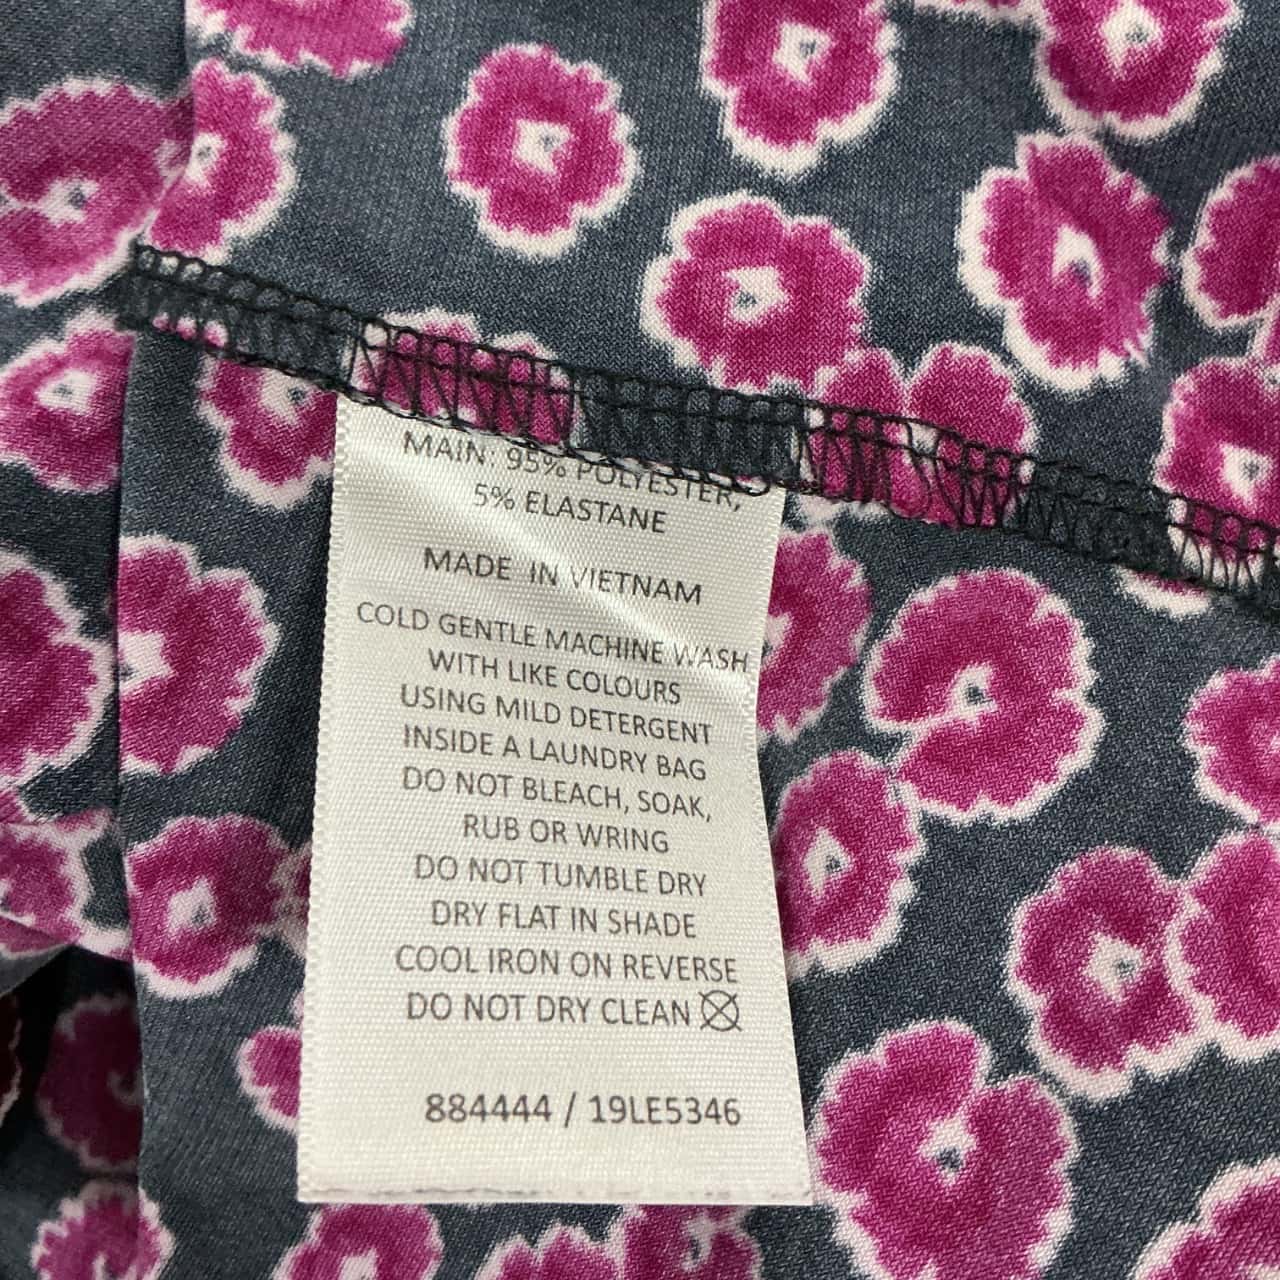 MAIN: 95% POLYESTER,
5% ELASTANE
MADE IN VIETNAM
COLD GENTLE MACHINE WASH
WITH LIKE COLOURS
USING MILD DETERGENT
INSIDE A LAUNDRY BAG
DO NOT BLEACH, SOAK,
RUB OR WRING
DO NOT TUMBLE DRY
DRY FLAT IN SHADE
COOL IRON ON REVERSE
DO NOT DRY CLEAN
884444 / 19LE5346